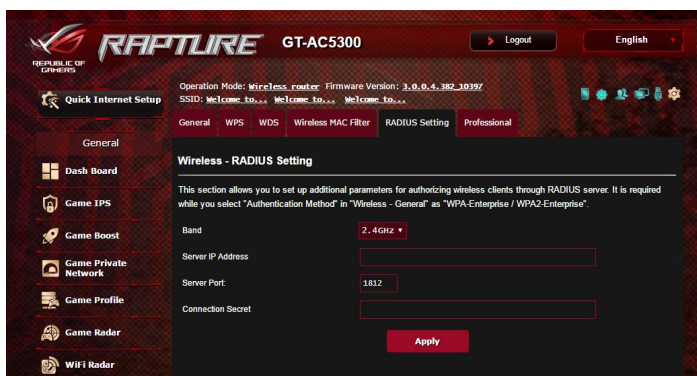 REPUBLIC OF
GAMERS
RAPTURE
GT-AC5300
Logout
English
Quick Internet Setup
Operation Mode: Wireless router Firmware Version: 3.0.0.4.382_10397
SSID: Welcome to... Welcome to... Welcome to...
General WPS WDS Wireless MAC Filter RADIUS Setting Professional
General
Dash Board
Game IPS
Game Boost
Game Private
Network
Game Profile
Game Radar
WiFi Radar
Wireless - RADIUS Setting
This section allows you to set up additional parameters for authorizing wireless clients through RADIUS server. It is required
while you select "Authentication Method" in "Wireless - General" as "WPA-Enterprise / WPA2-Enterprise".
Band 2.4GHz
Server IP Address
Server Port: 1812
Connection Secret
Apply